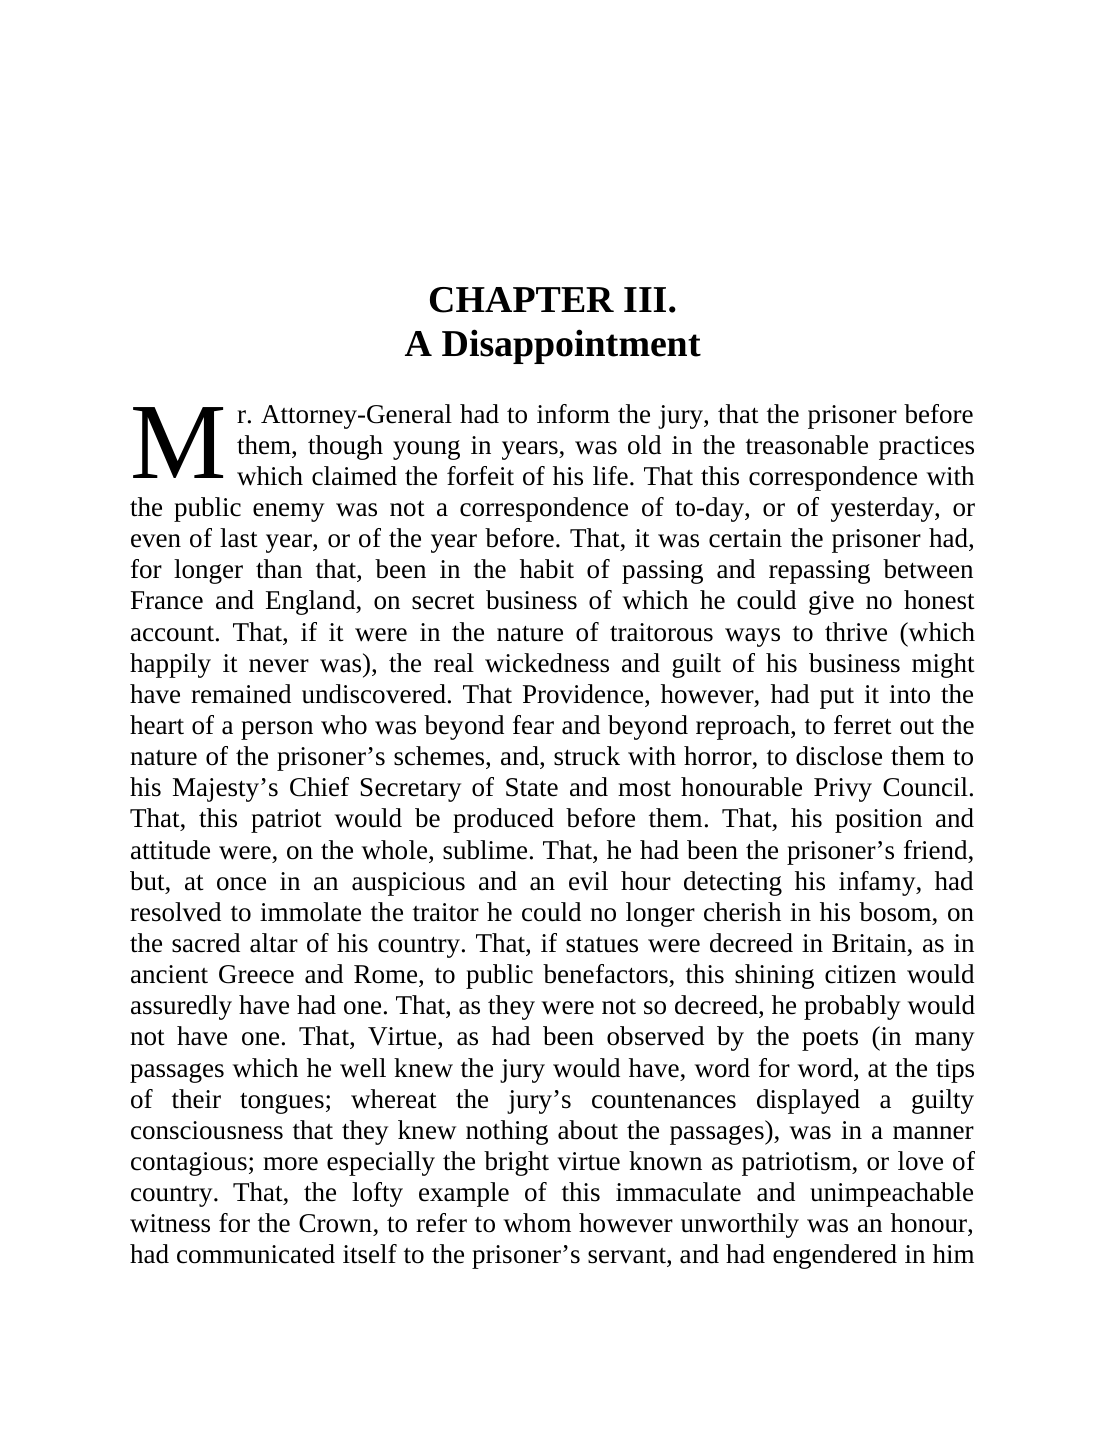 CHAPTER III.
A Disappointment
Mr. Attorney-General had to inform the jury, that the prisoner before
them, though young in years, was old in the treasonable practices
which claimed the forfeit of his life. That this correspondence with
the public enemy was not a correspondence of to-day, or of yesterday, or
even of last year, or of the year before. That, it was certain the prisoner had,
for longer than that, been in the habit of passing and repassing between
France and England, on secret business of which he could give no honest
account. That, if it were in the nature of traitorous ways to thrive (which
happily it never was), the real wickedness and guilt of his business might
have remained undiscovered. That Providence, however, had put it into the
heart of a person who was beyond fear and beyond reproach, to ferret out the
nature of the prisoner’s schemes, and, struck with horror, to disclose them to
his Majesty’s Chief Secretary of State and most honourable Privy Council.
That, this patriot would be produced before them. That, his position and
attitude were, on the whole, sublime. That, he had been the prisoner’s friend,
but, at once in an auspicious and an evil hour detecting his infamy, had
resolved to immolate the traitor he could no longer cherish in his bosom, on
the sacred altar of his country. That, if statues were decreed in Britain, as in
ancient Greece and Rome, to public benefactors, this shining citizen would
assuredly have had one. That, as they were not so decreed, he probably would
not have one. That, Virtue, as had been observed by the poets (in many
passages which he well knew the jury would have, word for word, at the tips
of their tongues; whereat the jury’s countenances displayed a guilty
consciousness that they knew nothing about the passages), was in a manner
contagious; more especially the bright virtue known as patriotism, or love of
country. That, the lofty example of this immaculate and unimpeachable
witness for the Crown, to refer to whom however unworthily was an honour,
had communicated itself to the prisoner’s servant, and had engendered in him